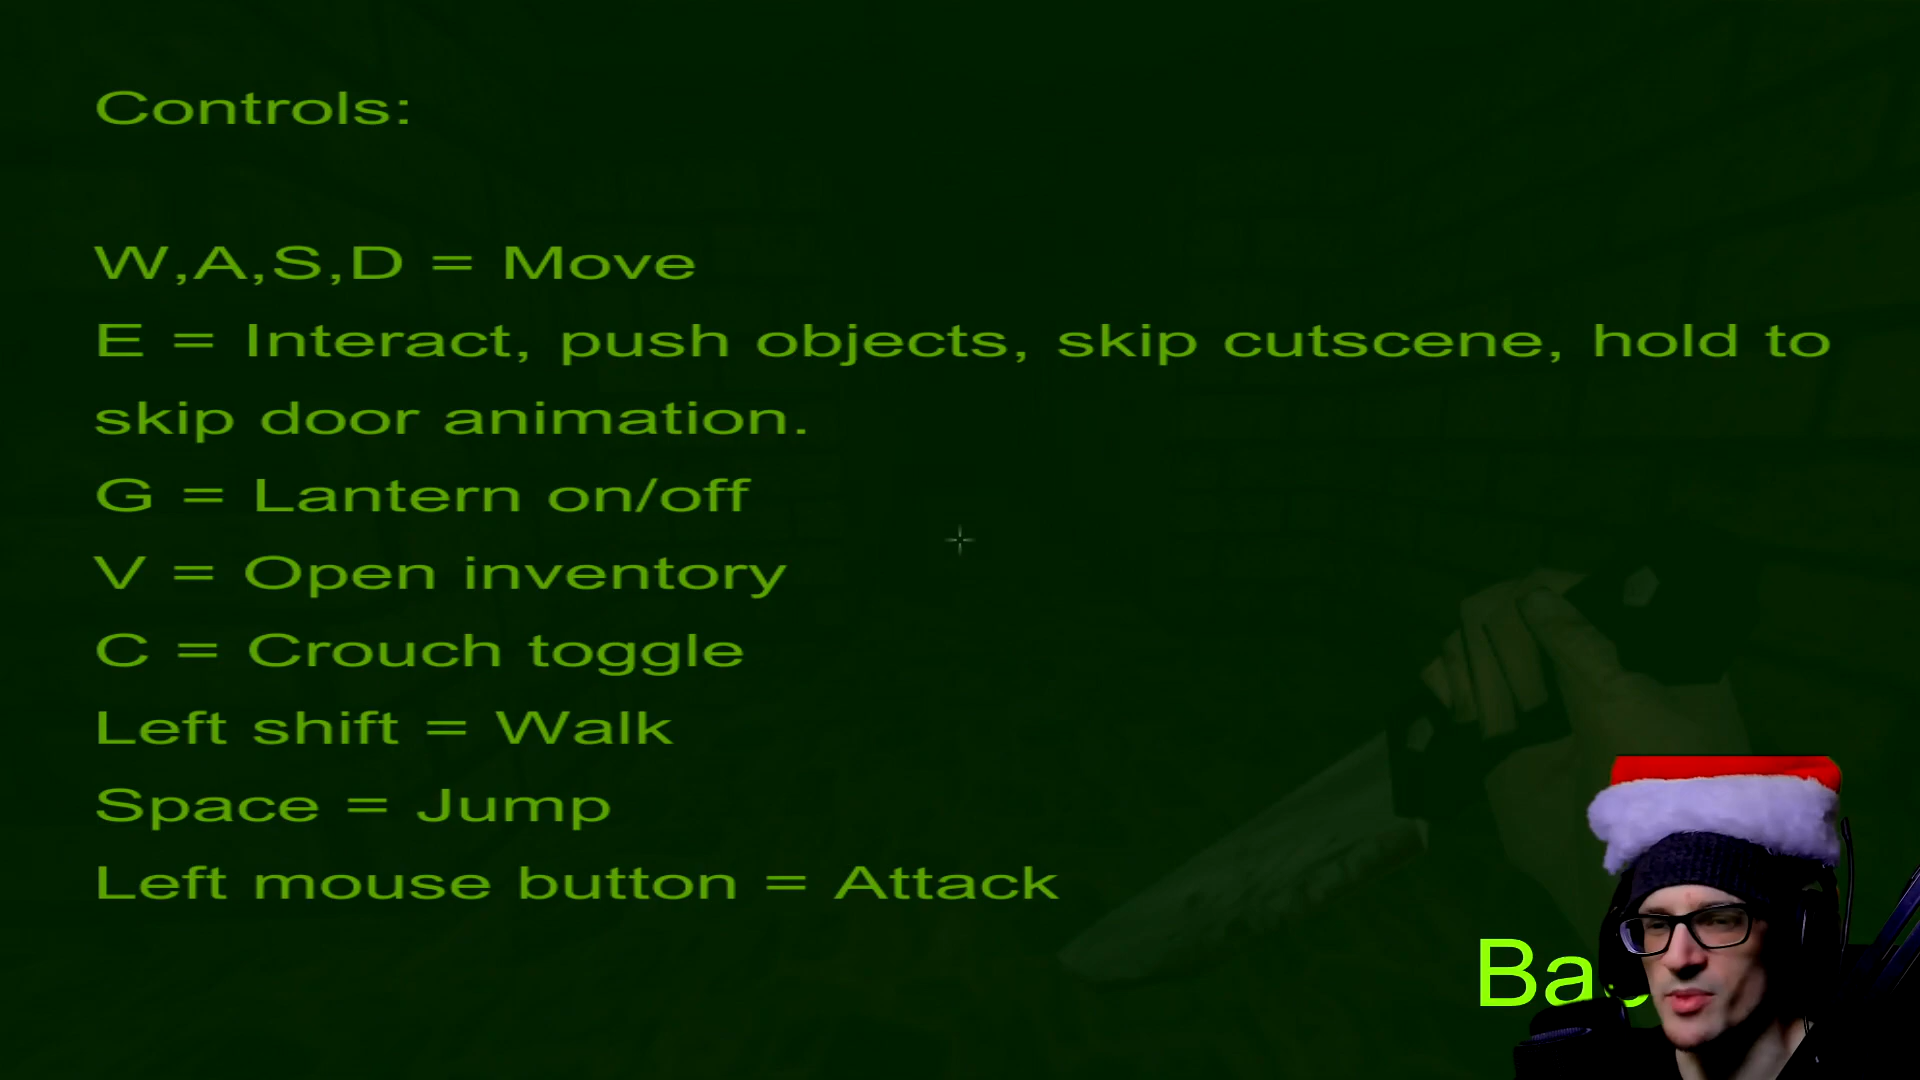 Controls:
W,A,S,D = Move
E = Interact, push objects, skip cutscene, hold to
skip door animation.
G = Lantern on/off
V = Open inventory
C = Crouch toggle
Left shift = Walk
Space = Jump
Left mouse button = Attack